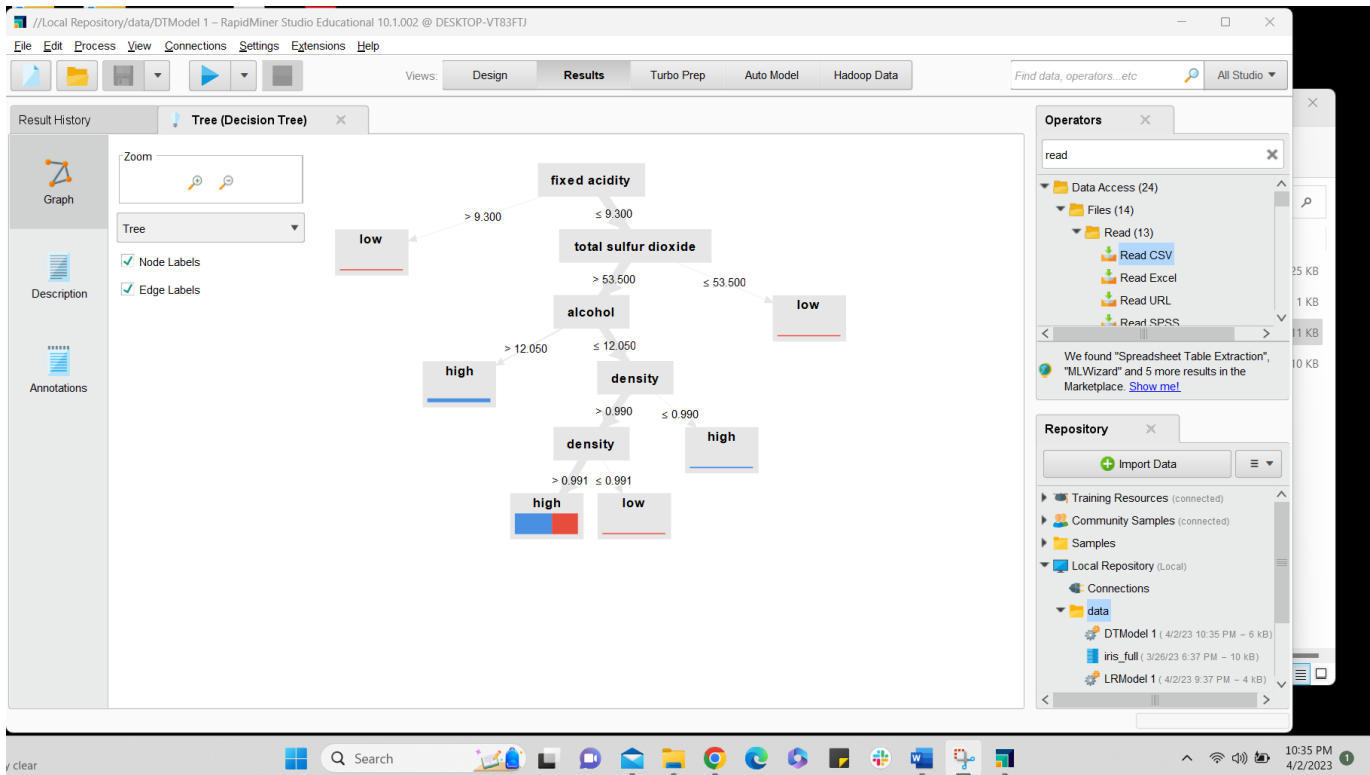 //Local Repository/data/DTModel 1 – RapidMiner Studio Educational 10.1.002 @ DESKTOP-VT83FTJ
File Edit Process View Connections Settings Extensions Help
Views: Design Results Turbo Prep Auto Model Hadoop Data
Find data, operators...etc
All Studio
Result History
Tree (Decision Tree)
Graph
Description
Annotations
Zoom
Tree
Node Labels
Edge Labels
fixed acidity
> 9.300
≤ 9.300
low
total sulfur dioxide
> 53.500
≤ 53.500
alcohol
low
> 12.050
≤ 12.050
high
density
> 0.990
≤ 0.990
density
high
> 0.991
≤ 0.991
high
low
Operators
read
Data Access (24)
Files (14)
Read (13)
Read CSV
Read Excel
Read URL
Read SPSS
We found "Spreadsheet Table Extraction",
"MLWizard" and 5 more results in the
Marketplace. Show me!
Repository
Import Data
Training Resources (connected)
Community Samples (connected)
Samples
Local Repository (Local)
Connections
data
DTModel 1 ( 4/2/23 10:35 PM – 6 kB)
iris_full ( 3/26/23 6:37 PM – 10 kB)
LRModel 1 ( 4/2/23 9:37 PM – 4 kB)
25 KB
1 KB
11 KB
10 KB
y clear
Search
10:35 PM
4/2/2023
1